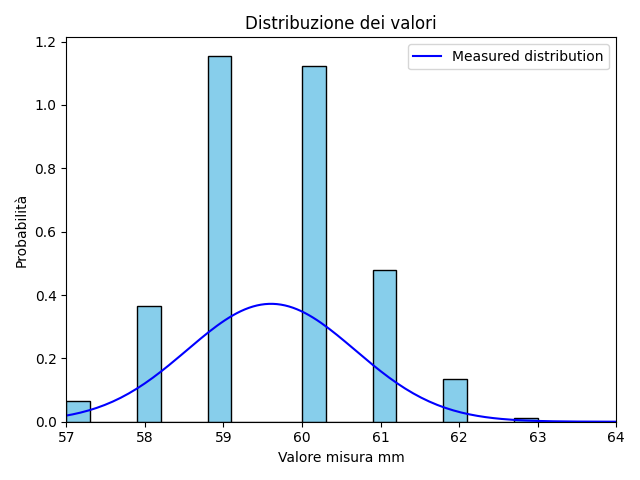 Distribuzione dei valori
Measured distribution
Probabilità
1.2
1.0
0.8
0.6
0.4
0.2
0.0
57 58 59 60 61 62 63 64
Valore misura mm